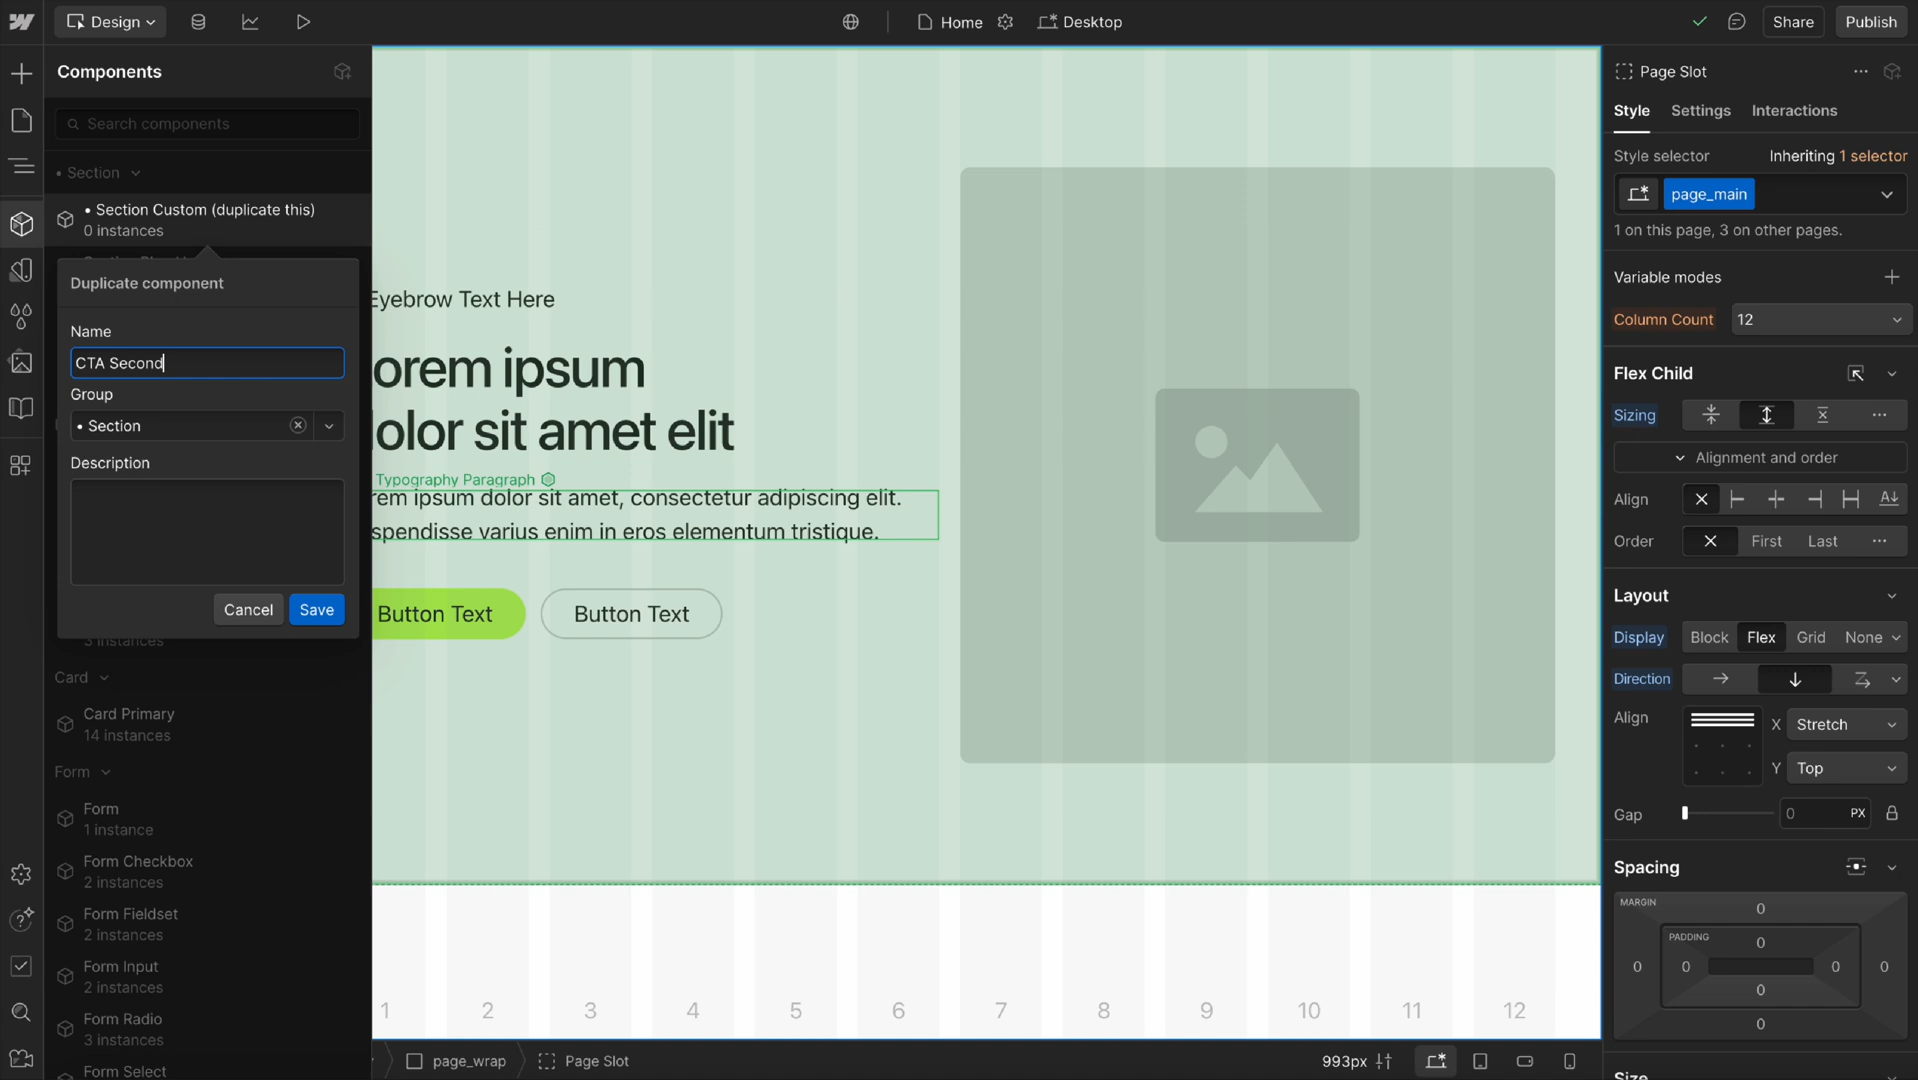 Design
Home
Desktop
Share
Publish
Components
Search components
• Section
• Section Custom (duplicate this)
0 instances
Duplicate component
Name
CTA Second
Group
• Section
Description
Cancel
Save
3 instances
Card
Card Primary
14 instances
Form
Form
1 instance
Form Checkbox
2 instances
Form Fieldset
2 instances
Form Input
2 instances
Form Radio
3 instances
Form Select
Eyebrow Text Here
orem ipsum
olor sit amet elit
Typography Paragraph
rem ipsum dolor sit amet, consectetur adipiscing elit.
spendisse varius enim in eros elementum tristique.
Button Text
Button Text
1 2 3 4 5 6 7 8 9 10 11 12
page_wrap
Page Slot
993px
Page Slot
Style
Settings
Interactions
Style selector
Inheriting 1 selector
page_main
1 on this page, 3 on other pages.
Variable modes
Column Count
12
Flex Child
Sizing
Alignment and order
Align
Order
First
Last
Layout
Display
Block
Flex
Grid
None
Direction
Align
X
Stretch
Y
Top
Gap
0
PX
Spacing
MARGIN
0
PADDING
0
0
0
0
0
0
0
Size